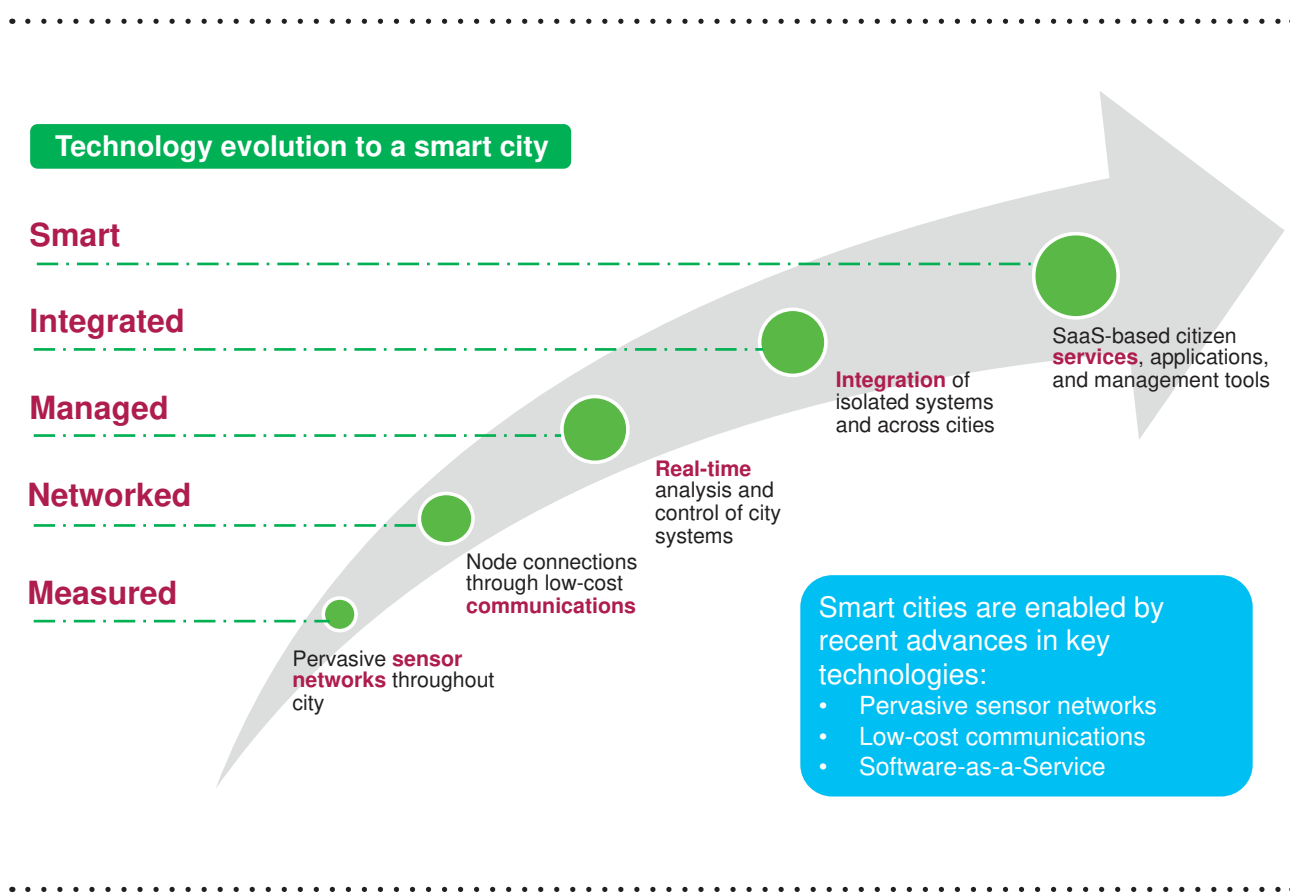 Technology evolution to a smart city
Smart
Integrated
Managed
Networked
Measured
SaaS-based citizen
services, applications,
and management tools
Integration of
isolated systems
and across cities
Real-time
analysis and
control of city
systems
Node connections
through low-cost
communications
Pervasive sensor
networks throughout
city
Smart cities are enabled by
recent advances in key
technologies:
• Pervasive sensor networks
• Low-cost communications
• Software-as-a-Service